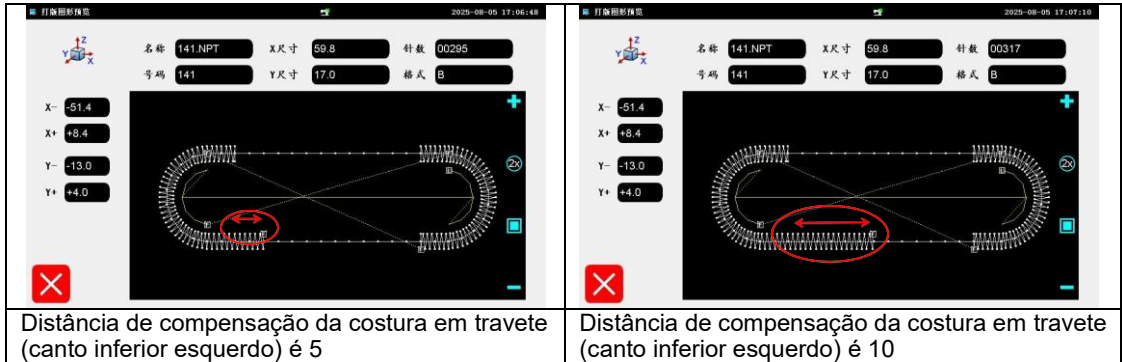 打版图形预览 2025-08-05 17:06:48
Z
Y
X
名称 141.NPT X尺寸 59.8 针数 00295
号码 141 Y尺寸 17.0 格式 B
X- -51.4
X+ +8.4
Y- -13.0
Y+ +4.0
2X
Distância de compensação da costura em travete
(canto inferior esquerdo) é 5
打版图形预览 2025-08-05 17:07:10
Z
Y
X
名称 141.NPT X尺寸 59.8 针数 00317
号码 141 Y尺寸 17.0 格式 B
X- -51.4
X+ +8.4
Y- -13.0
Y+ +4.0
2X
Distância de compensação da costura em travete
(canto inferior esquerdo) é 10